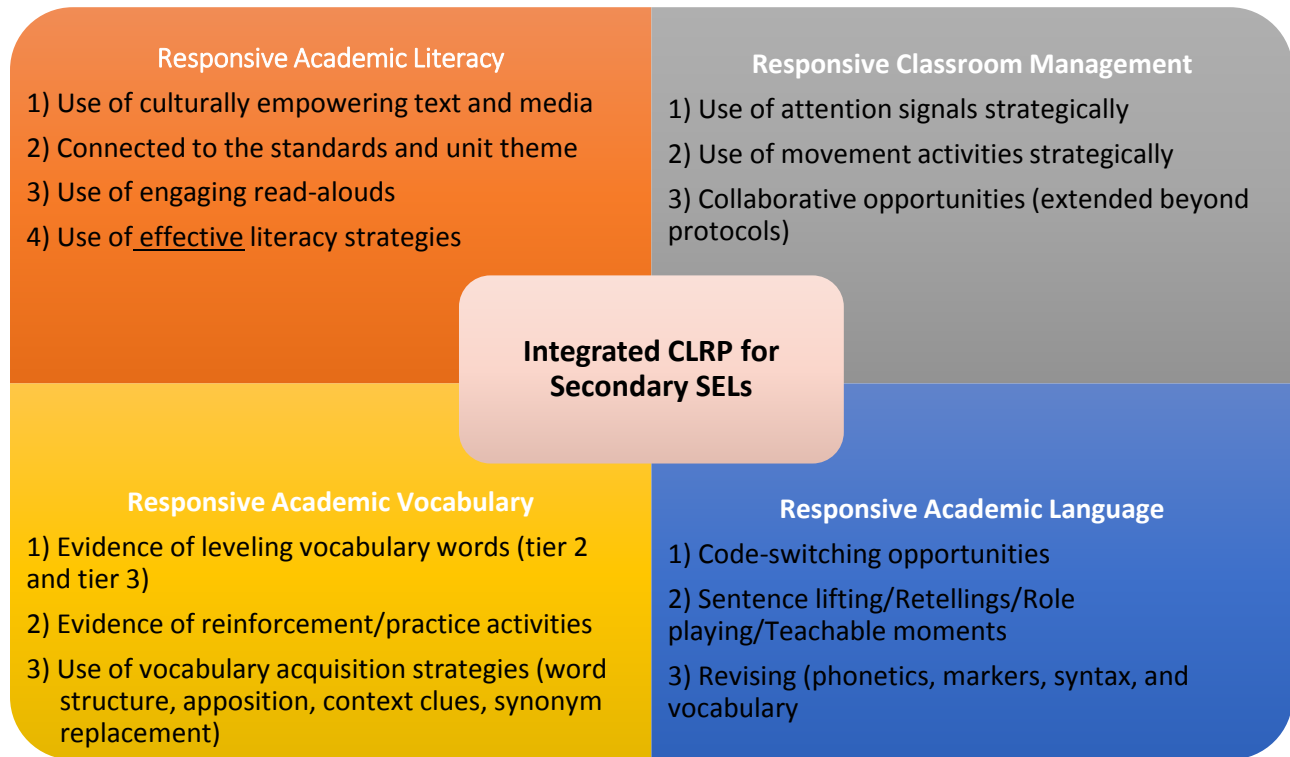 Responsive Academic Literacy
1) Use of culturally empowering text and media
2) Connected to the standards and unit theme
3) Use of engaging read-alouds
4) Use of effective literacy strategies
Responsive Classroom Management
1) Use of attention signals strategically
2) Use of movement activities strategically
3) Collaborative opportunities (extended beyond
protocols)
Integrated CLRP for
Secondary SELs
Responsive Academic Vocabulary
1) Evidence of leveling vocabulary words (tier 2
and tier 3)
2) Evidence of reinforcement/practice activities
3) Use of vocabulary acquisition strategies (word
structure, apposition, context clues, synonym
replacement)
Responsive Academic Language
1) Code-switching opportunities
2) Sentence lifting/Retellings/Role
playing/Teachable moments
3) Revising (phonetics, markers, syntax, and
vocabulary